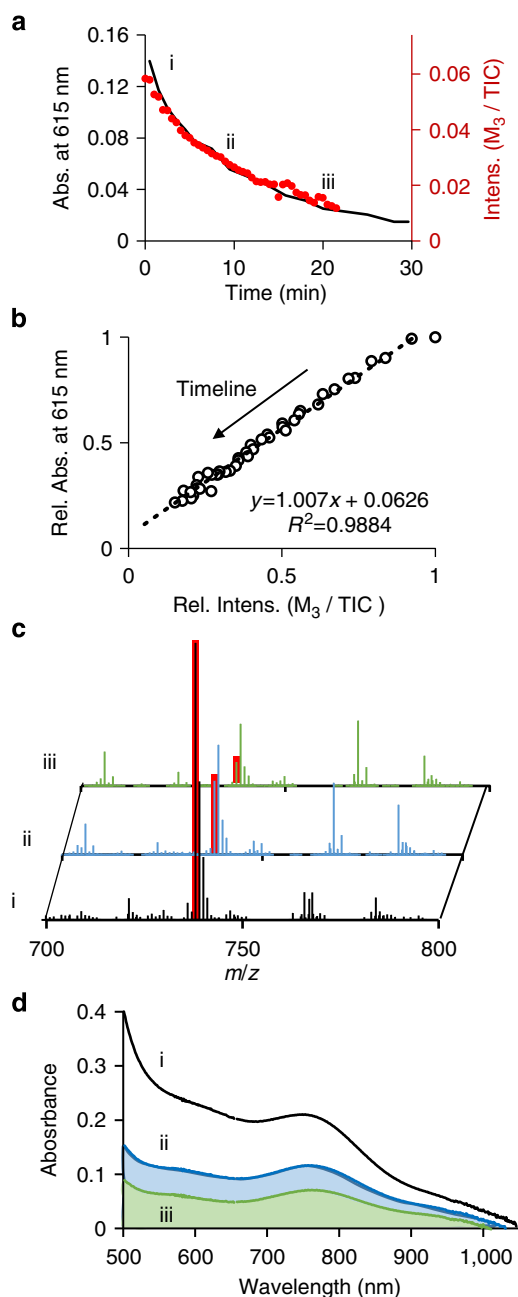 a
0.16
0.12
0.08
0.04
0
Abs. at 615 nm
i
ii
iii
0.06
0.04
0.02
0
Intens. (M3 / TIC)
0
10
20
30
Time (min)
b
1
0.5
0
Rel. Abs. at 615 nm
Timeline
y=1.007x + 0.0626
R²=0.9884
0
0.5
1
Rel. Intens. (M3 / TIC )
c
iii
ii
i
700
750
800
m/z
d
0.4
0.3
0.2
0.1
0
Abosrbance
i
ii
iii
500
600
700
800
900
1,000
Wavelength (nm)